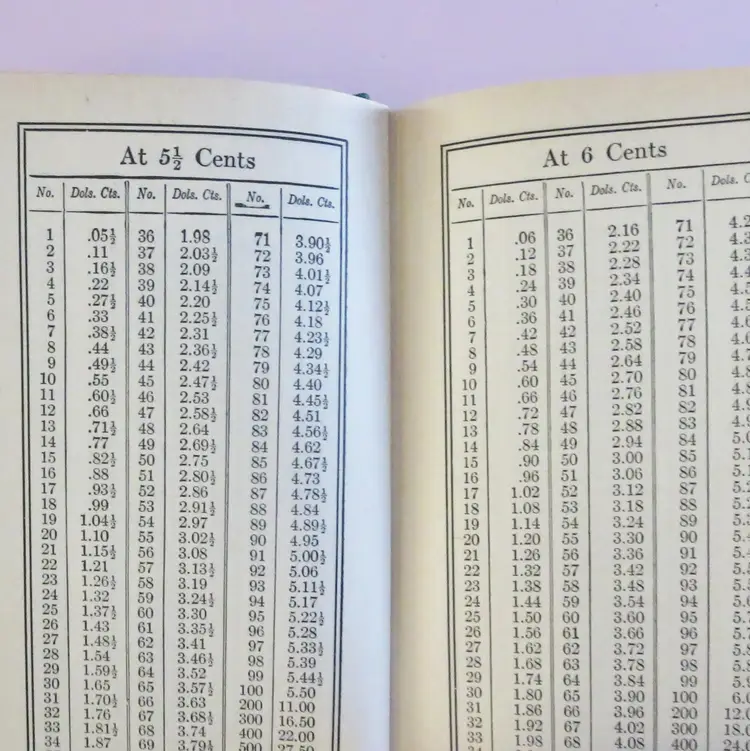 At 5½ Cents
No. Dols. Cts. No. Dols. Cts. No. Dols. Cts.
1 .05½ 36 1.98 71 3.90½
2 .11 37 2.03½ 72 3.96
3 .16½ 38 2.09 73 4.01½
4 .22 39 2.14½ 74 4.07
5 .27½ 40 2.20 75 4.12½
6 .33 41 2.25½ 76 4.18
7 .38½ 42 2.31 77 4.23½
8 .44 43 2.36½ 78 4.29
9 .49½ 44 2.42 79 4.34½
10 .55 45 2.47½ 80 4.40
11 .60½ 46 2.53 81 4.45½
12 .66 47 2.58½ 82 4.51
13 .71½ 48 2.64 83 4.56½
14 .77 49 2.69½ 84 4.62
15 .82½ 50 2.75 85 4.67½
16 .88 51 2.80½ 86 4.73
17 .93½ 52 2.86 87 4.78½
18 .99 53 2.91½ 88 4.84
19 1.04½ 54 2.97 89 4.89½
20 1.10 55 3.02½ 90 4.95
21 1.15½ 56 3.08 91 5.00½
22 1.21 57 3.13½ 92 5.06
23 1.26½ 58 3.19 93 5.11½
24 1.32 59 3.24½ 94 5.17
25 1.37½ 60 3.30 95 5.22½
26 1.43 61 3.35½ 96 5.28
27 1.48½ 62 3.41 97 5.33½
28 1.54 63 3.46½ 98 5.39
29 1.59½ 64 3.52 99 5.44½
30 1.65 65 3.57½ 100 5.50
31 1.70½ 66 3.63 200 11.00
32 1.76 67 3.68½ 300 16.50
33 1.81½ 68 3.74 400 22.00
34 1.87 69 3.79½ 500 27.50
At 6 Cents
No. Dols. Cts. No. Dols. Cts. No. Dols.
1 .06 36 2.16 71
2 .12 37 2.22 72
3 .18 38 2.28 73
4 .24 39 2.34 74
5 .30 40 2.40 75
6 .36 41 2.46 76
7 .42 42 2.52 77
8 .48 43 2.58 78
9 .54 44 2.64 79
10 .60 45 2.70 80
11 .66 46 2.76 81
12 .72 47 2.82 82
13 .78 48 2.88 83
14 .84 49 2.94 84
15 .90 50 3.00 85
16 .96 51 3.06 86
17 1.02 52 3.12 87
18 1.08 53 3.18 88
19 1.14 54 3.24 89
20 1.20 55 3.30 90
21 1.26 56 3.36 91
22 1.32 57 3.42 92
23 1.38 58 3.48 93
24 1.44 59 3.54 94
25 1.50 60 3.60 95
26 1.56 61 3.66 96
27 1.62 62 3.72 97
28 1.68 63 3.78 98
29 1.74 64 3.84 99
30 1.80 65 3.90 100
31 1.86 66 3.96 200
32 1.92 67 4.02 300
33 1.98 68 4.08 400